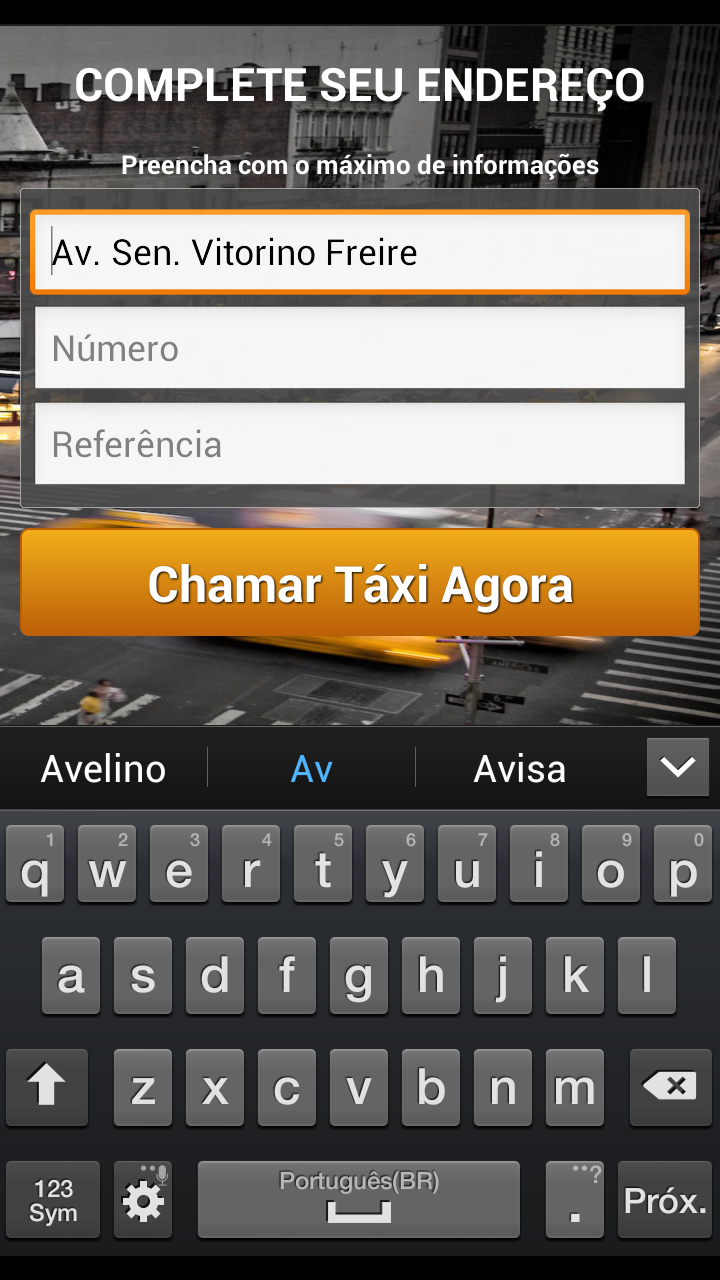 COMPLETE SEU ENDEREÇO
Preencha com o máximo de informações
Av. Sen. Vitorino Freire
Número
Referência
Chamar Táxi Agora
Avelino Av Avisa
1 2 3 4 5 6 7 8 9 0
q w e r t y u i o p
a s d f g h j k l
z x c v b n m
123 Sym Português(BR) . ? Próx.